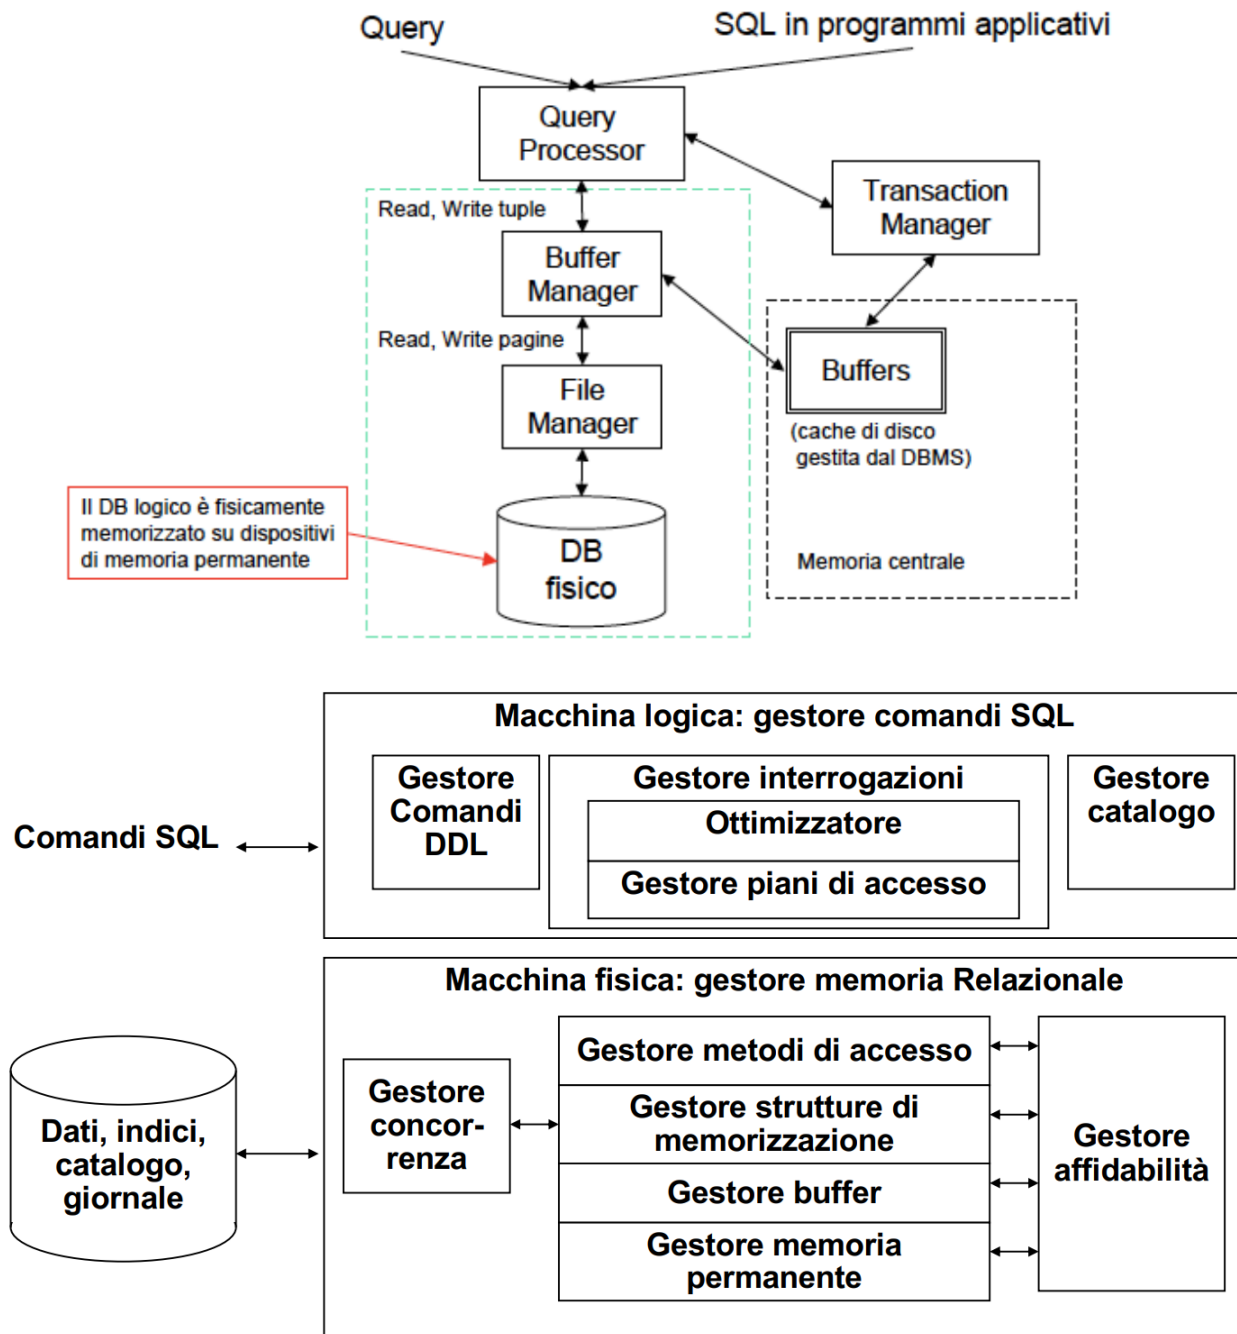 Query
SQL in programmi applicativi
Query
Processor
Transaction
Manager
Read, Write tuple
Buffer
Manager
Read, Write pagine
Buffers
File
Manager
(cache di disco
gestita dal DBMS)
Il DB logico è fisicamente
memorizzato su dispositivi
di memoria permanente
DB
fisico
Memoria centrale
Macchina logica: gestore comandi SQL
Comandi SQL
Gestore
Comandi
DDL
Gestore interrogazioni
Ottimizzatore
Gestore piani di accesso
Gestore
catalogo
Macchina fisica: gestore memoria Relazionale
Dati, indici,
catalogo,
giornale
Gestore
concor-
renza
Gestore metodi di accesso
Gestore strutture di
memorizzazione
Gestore buffer
Gestore memoria
permanente
Gestore
affidabilità